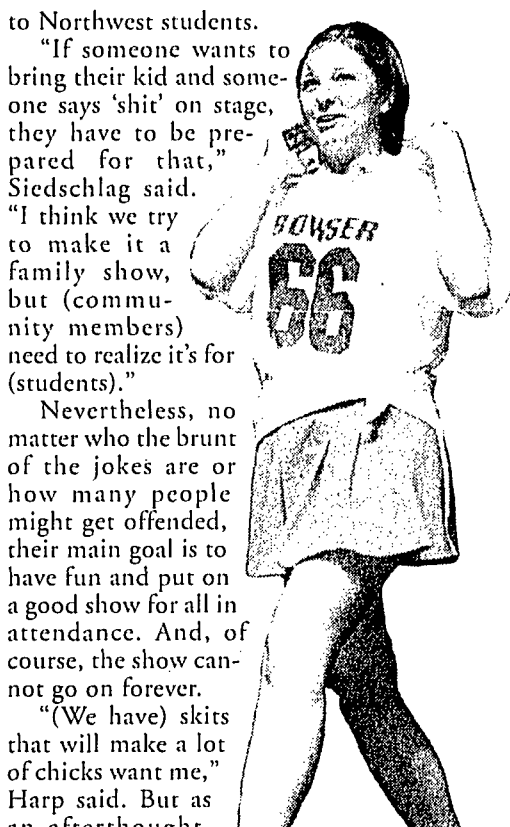 to Northwest students.
“If someone wants to
bring their kid and some-
one says ‘shit’ on stage,
they have to be pre-
pared for that,”
Siedschlag said.
“I think we try
to make it a
family show,
but (commu-
nity members)
need to realize it’s for
(students).”
Nevertheless, no
matter who the brunt
of the jokes are or
how many people
might get offended,
their main goal is to
have fun and put on
a good show for all in
attendance. And, of
course, the show can-
not go on forever.
“(We have) skits
that will make a lot
of chicks want me,”
Harp said. But as
an afterthought
BOWSER
66